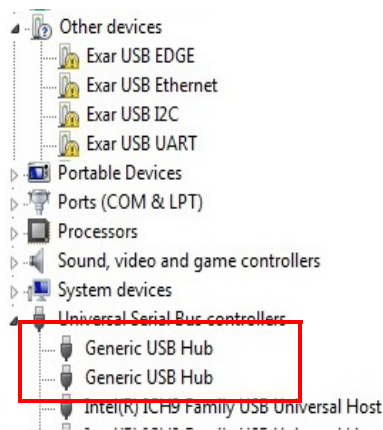 Other devices
Exar USB EDGE
Exar USB Ethernet
Exar USB I2C
Exar USB UART
Portable Devices
Ports (COM & LPT)
Processors
Sound, video and game controllers
System devices
Universal Serial Bus controllers
Generic USB Hub
Generic USB Hub
Intel(R) ICH9 Family USB Universal Host